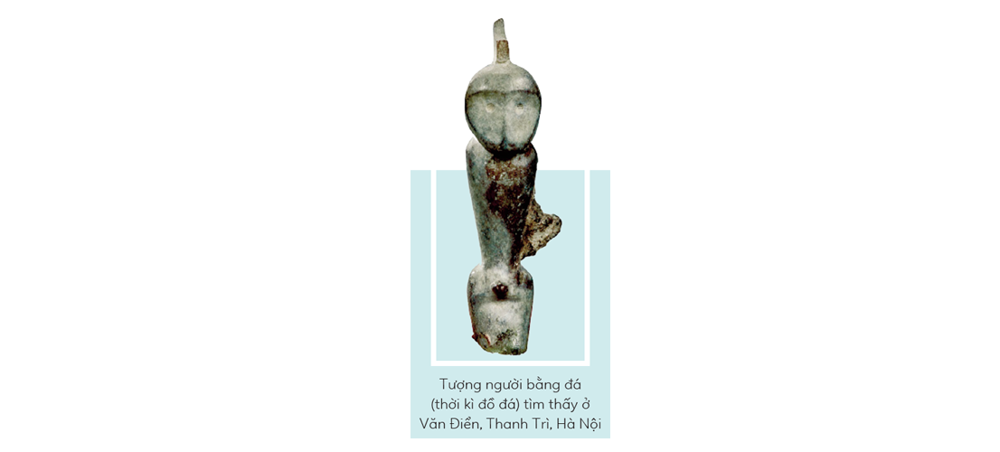 Tượng người bằng đá
(thời kì đồ đá) tìm thấy ở
Văn Điển, Thanh Trì, Hà Nội